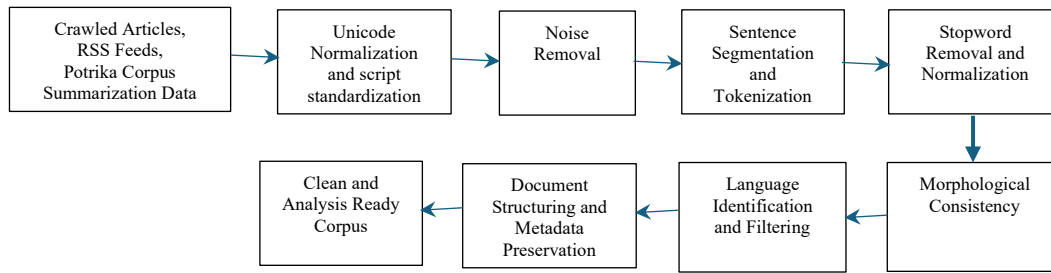 Crawled Articles,
RSS Feeds,
Potrika Corpus
Summarization Data
Unicode
Normalization
and script
standardization
Noise
Removal
Sentence
Segmentation
and
Tokenization
Stopword
Removal and
Normalization
Morphological
Consistency
Language
Identification
and Filtering
Document
Structuring and
Metadata
Preservation
Clean and
Analysis Ready
Corpus